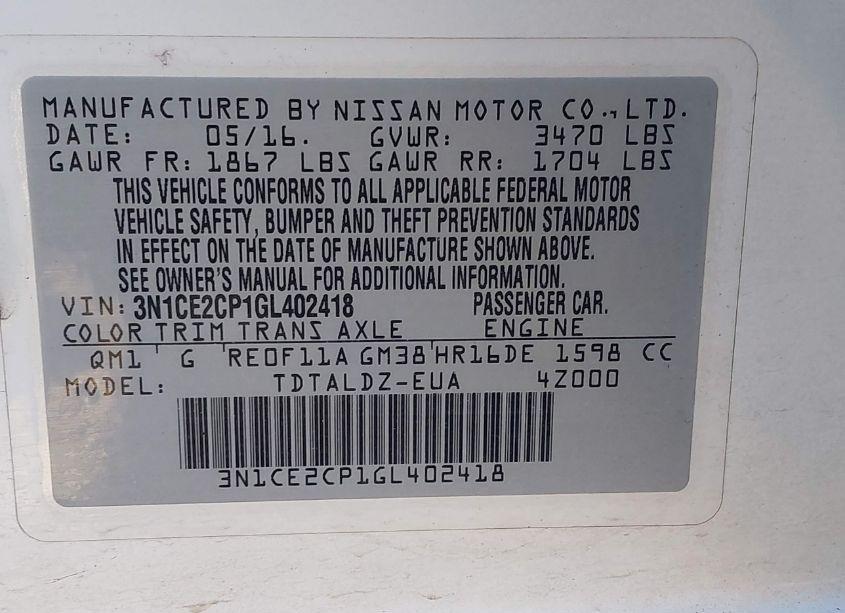 MANUFACTURED BY NISSAN MOTOR CO., LTD.
DATE: 05/16. GVWR: 3470 LBS
GAWR FR: 1867 LBS GAWR RR: 1704 LBS
THIS VEHICLE CONFORMS TO ALL APPLICABLE FEDERAL MOTOR
VEHICLE SAFETY, BUMPER AND THEFT PREVENTION STANDARDS
IN EFFECT ON THE DATE OF MANUFACTURE SHOWN ABOVE.
SEE OWNER'S MANUAL FOR ADDITIONAL INFORMATION.
VIN: 3N1CE2CP1GL402418 PASSENGER CAR.
COLOR TRIM TRANS AXLE ENGINE
QM1 G RE0F11A GM38 HR16DE 1598 CC
MODEL: TDTALDZ-EUA 4Z000
3N1CE2CP1GL402418